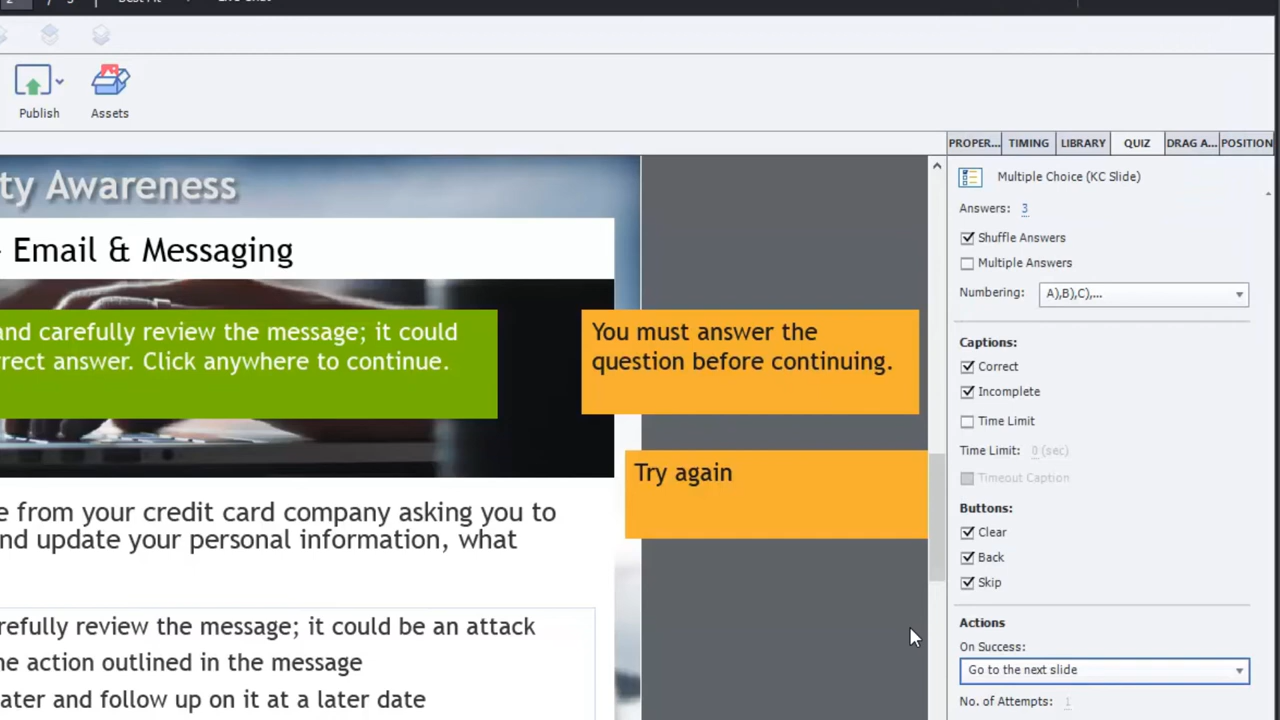 Publish
Assets
PROPER...
TIMING
LIBRARY
QUIZ
DRAG A...
POSITION
ty Awareness
Email & Messaging
and carefully review the message; it could
rrect answer. Click anywhere to continue.
You must answer the
question before continuing.
Try again
e from your credit card company asking you to
nd update your personal information, what
refully review the message; it could be an attack
he action outlined in the message
ater and follow up on it at a later date
Multiple Choice (KC Slide)
Answers: 3
Shuffle Answers
Multiple Answers
Numbering: A),B),C),...
Captions:
Correct
Incomplete
Time Limit
Time Limit: 0 (sec)
Timeout Caption
Buttons:
Clear
Back
Skip
Actions
On Success:
Go to the next slide
No. of Attempts: 1